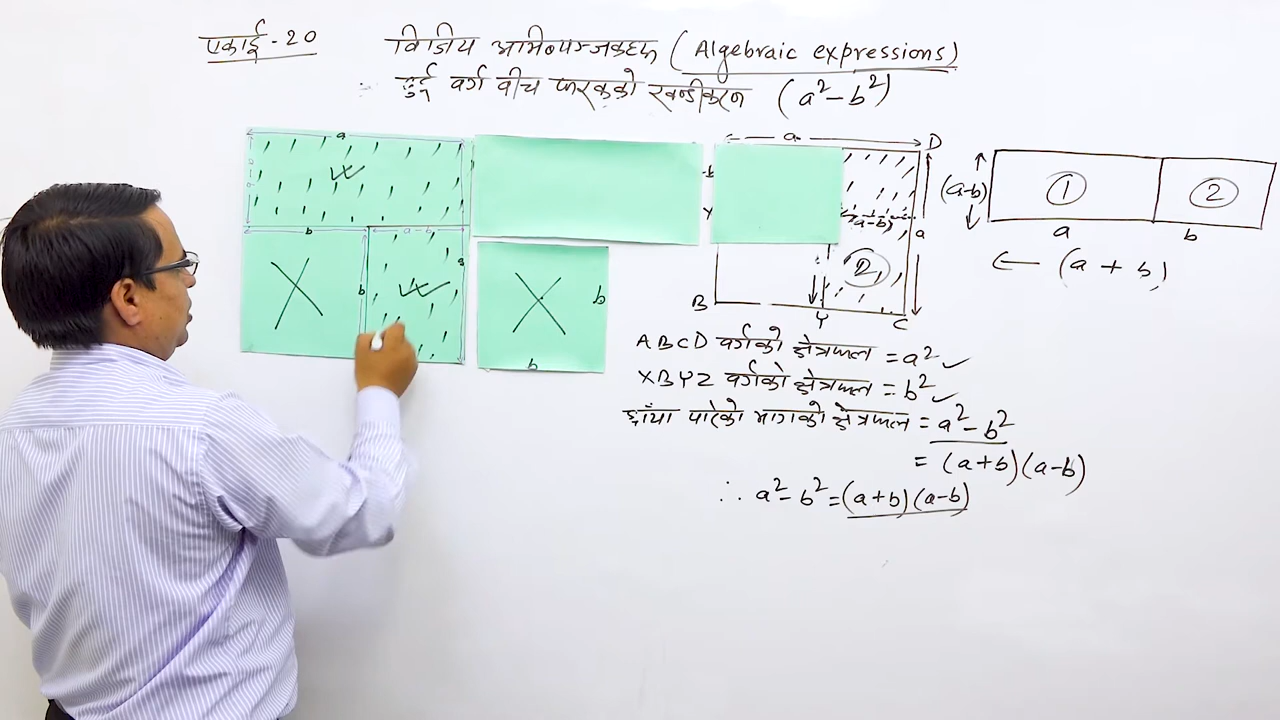 एकाई - 20
विजिय अभिव्यन्जकहरू (Algebraic expressions)
दुई वर्ग वीच फरकको खण्डीकरण (a² - b²)
a
b
a - b
b
a
b
b
a
D
(a-b)
a
B
Y
C
2
(a-b)
1
2
a
b
← (a + b)
ABCD वर्गको क्षेत्रफल = a² ✓
XBYZ वर्गको क्षेत्रफल = b² ✓
छाँया पारेको भागको क्षेत्रफल = a² - b²
= (a+b)(a-b)
∴ a² - b² = (a+b)(a-b)